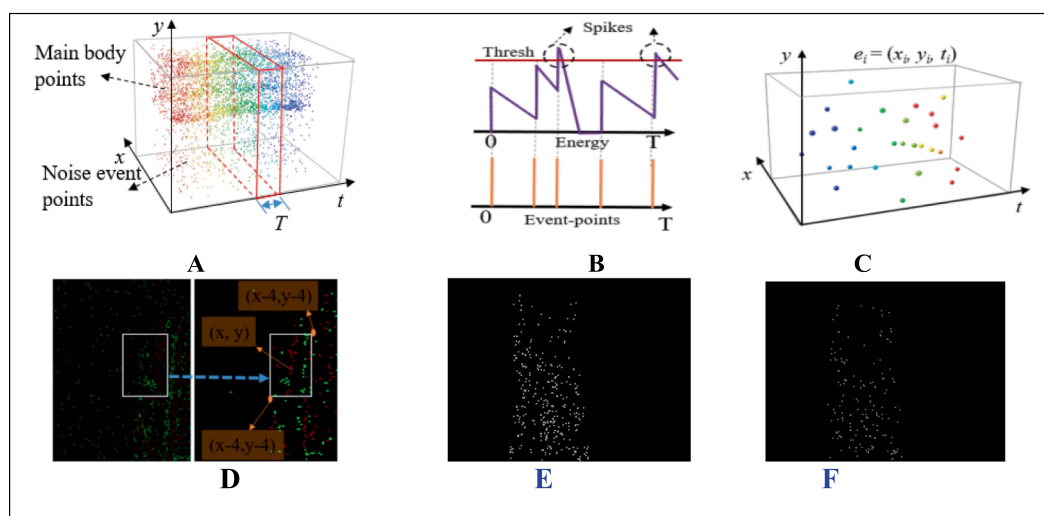 y
Main body
points
x
Noise event
points
t
T
A
Spikes
Thresh
0
Energy
T
0
Event-points
T
B
y
eᵢ = (xᵢ, yᵢ, tᵢ)
x
t
C
(x-4,y-4)
(x, y)
(x-4,y-4)
D
E
F